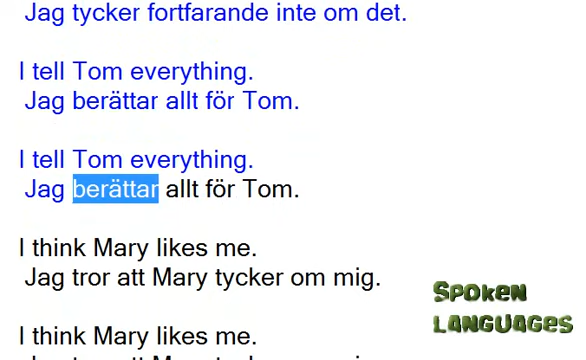 Jag tycker fortfarande inte om det.
I tell Tom everything.
Jag berättar allt för Tom.
I tell Tom everything.
Jag berättar allt för Tom.
I think Mary likes me.
Jag tror att Mary tycker om mig.
I think Mary likes me.
SPOKEN
LANGUAGES